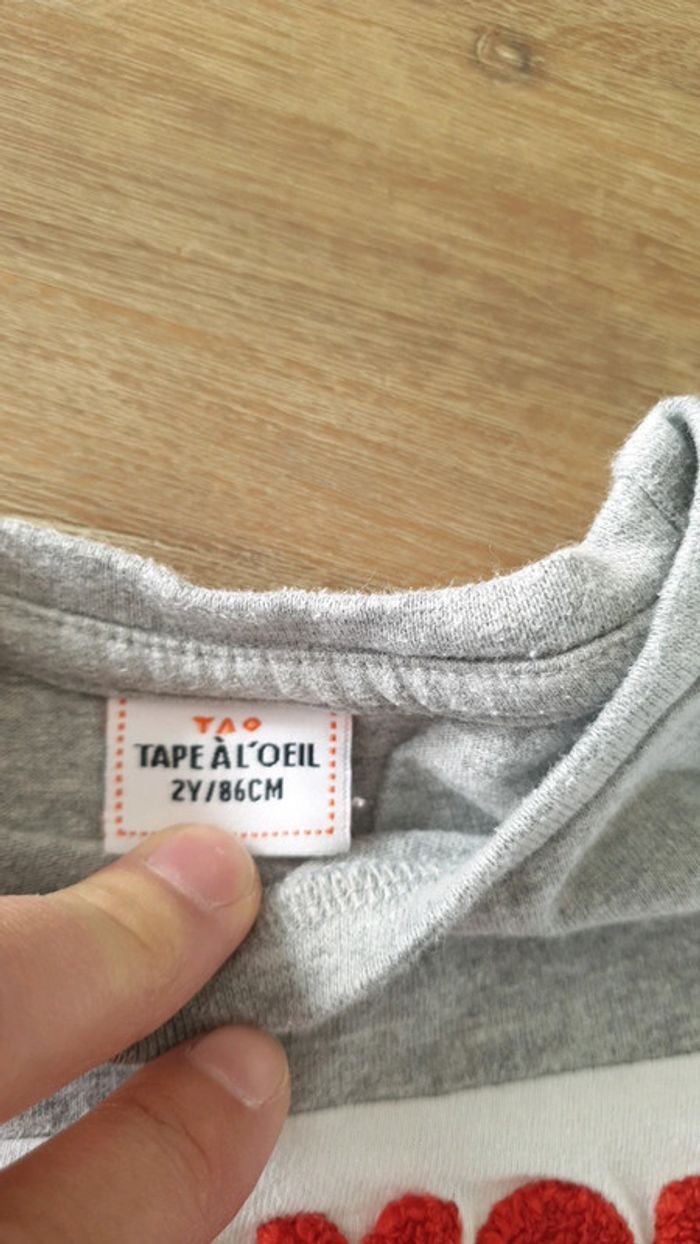 TAO
TAPE À L'OEIL
2Y/86CM